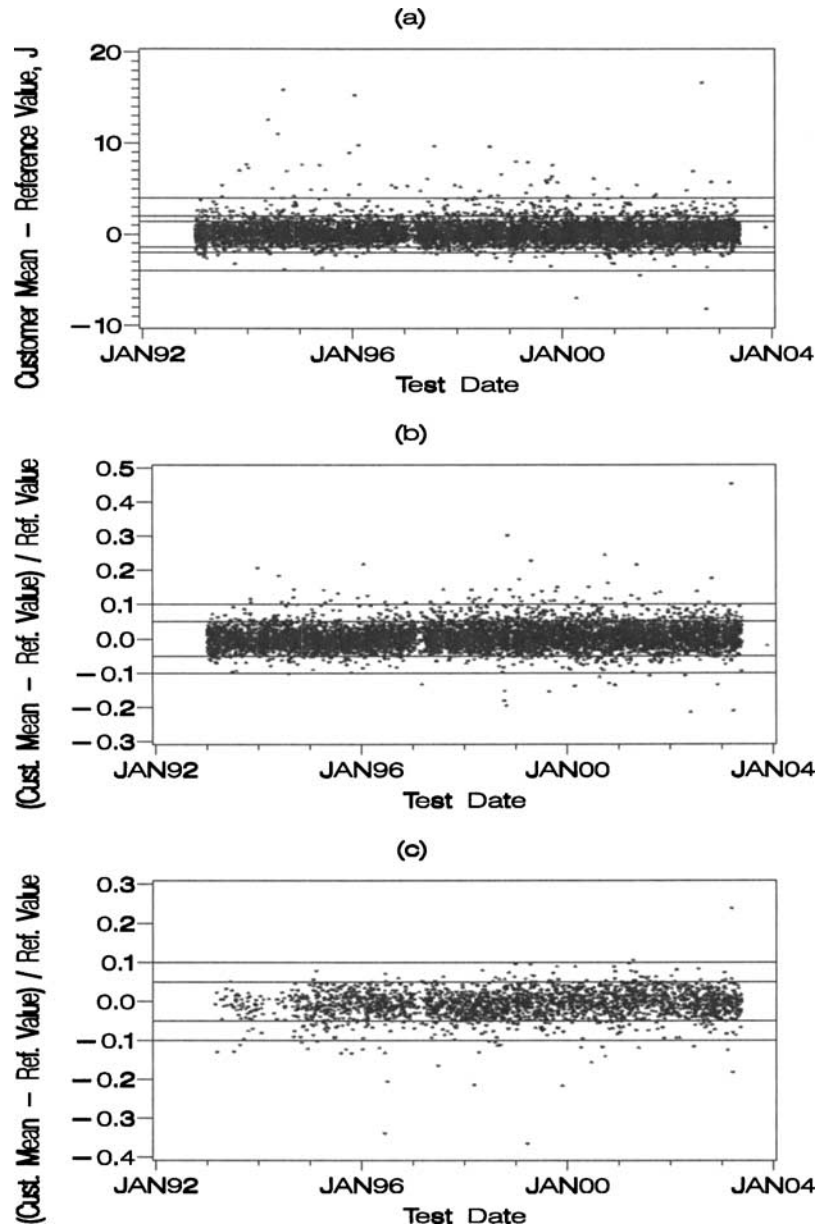 (a)
Customer Mean − Reference Value, J
20
10
0
−10
JAN92 JAN96 JAN00 JAN04
Test Date
(b)
(Cust. Mean − Ref. Value) / Ref. Value
0.5
0.4
0.3
0.2
0.1
0.0
−0.1
−0.2
−0.3
JAN92 JAN96 JAN00 JAN04
Test Date
(c)
(Cust. Mean − Ref. Value) / Ref. Value
0.3
0.2
0.1
0.0
−0.1
−0.2
−0.3
−0.4
JAN92 JAN96 JAN00 JAN04
Test Date